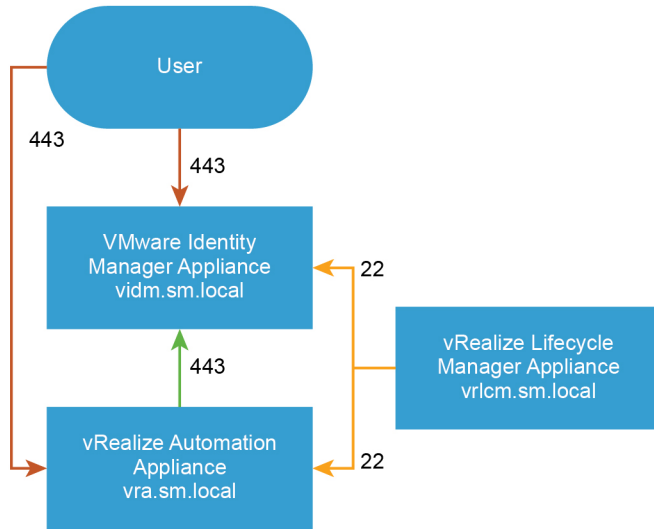 User
443
443
VMware Identity
Manager Appliance
vidm.sm.local
22
vRealize Lifecycle
Manager Appliance
vrlcm.sm.local
443
vRealize Automation
Appliance
vra.sm.local
22